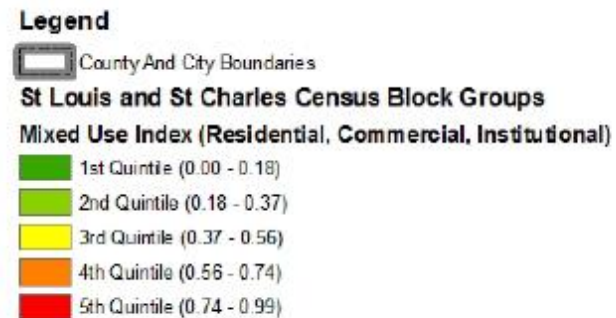 Legend
County And City Boundaries
St Louis and St Charles Census Block Groups
Mixed Use Index (Residential, Commercial, Institutional)
1st Quintile (0.00 - 0.18)
2nd Quintile (0.18 - 0.37)
3rd Quintile (0.37 - 0.56)
4th Quintile (0.56 - 0.74)
5th Quintile (0.74 - 0.99)